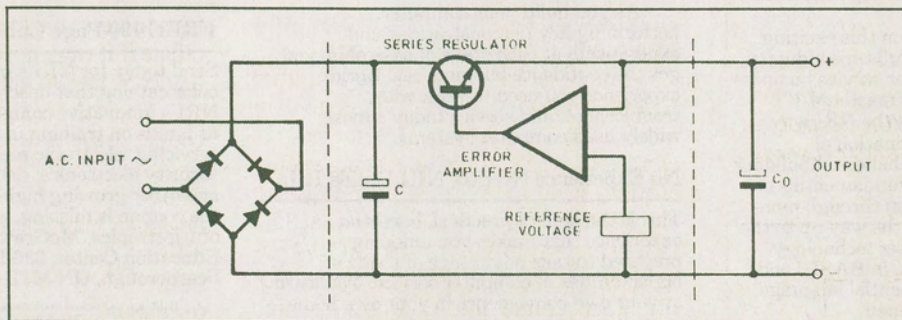 SERIES REGULATOR
+
A.C. INPUT ~
C
ERROR
AMPLIFIER
C0
OUTPUT
REFERENCE
VOLTAGE
-